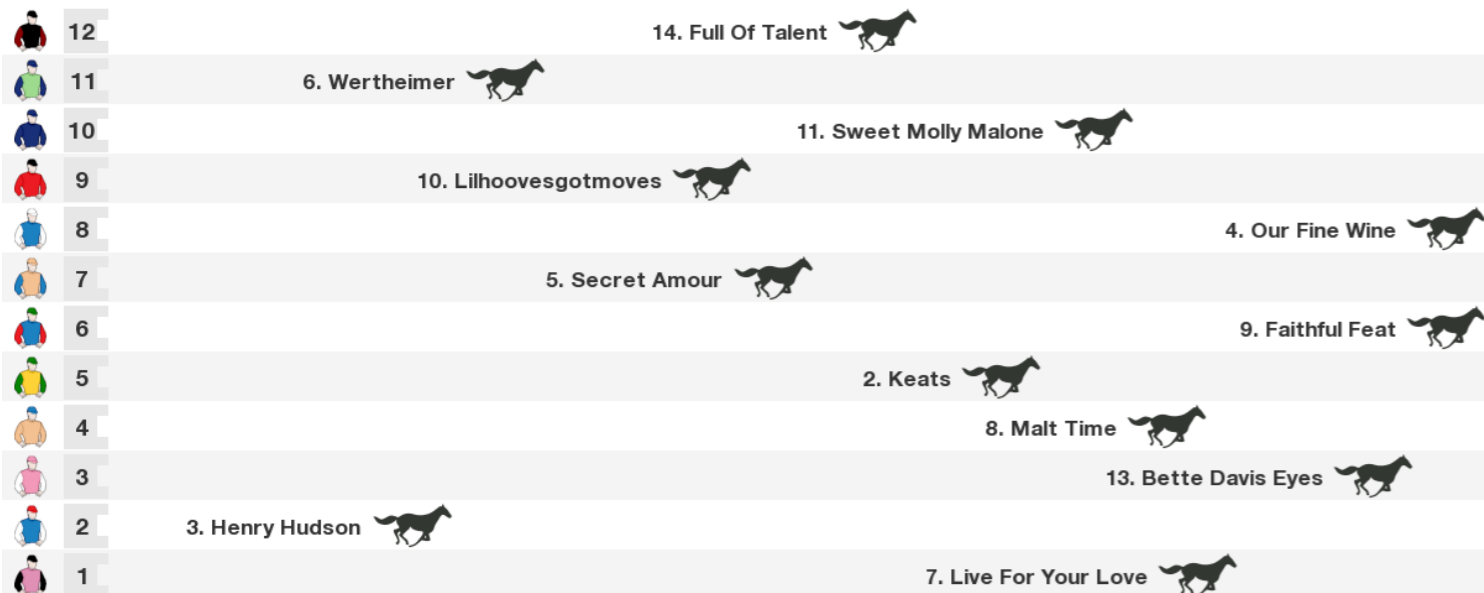 12 14. Full Of Talent
11 6. Wertheimer
10 11. Sweet Molly Malone
9 10. Lilhoovesgotmoves
8 4. Our Fine Wine
7 5. Secret Amour
6 9. Faithful Feat
5 2. Keats
4 8. Malt Time
3 13. Bette Davis Eyes
2 3. Henry Hudson
1 7. Live For Your Love